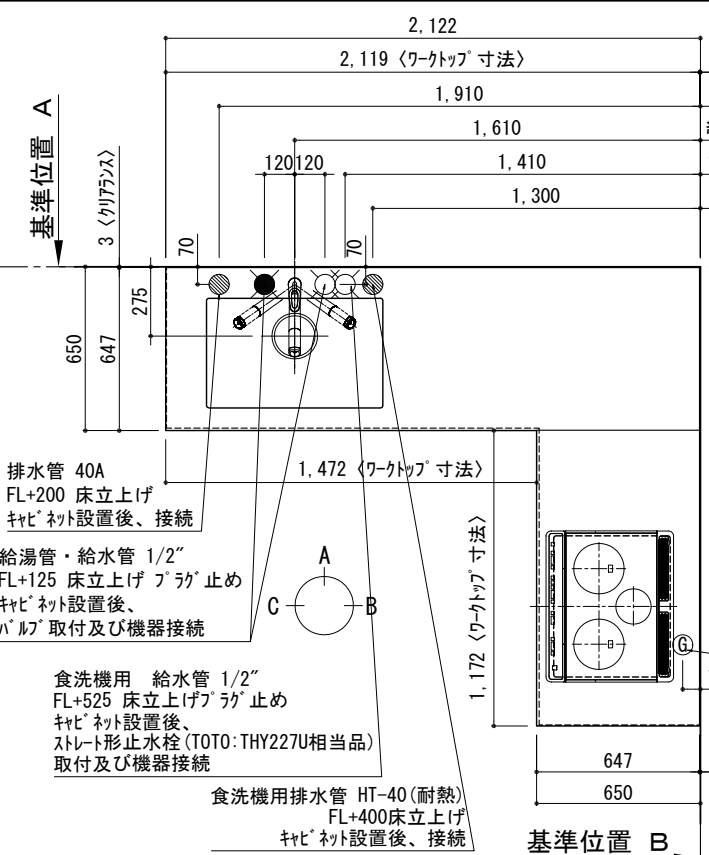 2,122
2,119〈ワークトップ寸法〉
1,910
1,610
120 120
1,410
1,300
基準位置 A
3〈クリアランス〉
70
70
275
650
647
1,472〈ワークトップ寸法〉
排水管 40A
FL+200 床立上げ
キャビネット設置後、接続
給湯管・給水管 1/2″
FL+125 床立上げ プラグ止め
キャビネット設置後、
バルブ取付及び機器接続
A
C
B
1,172〈ワークトップ寸法〉
G
食洗機用 給水管 1/2″
FL+525 床立上げプラグ止め
キャビネット設置後、
ストレート形止水栓(TOTO:THY227U相当品)
取付及び機器接続
食洗機用排水管 HT-40(耐熱)
FL+400床立上げ
キャビネット設置後、接続
647
650
基準位置 B